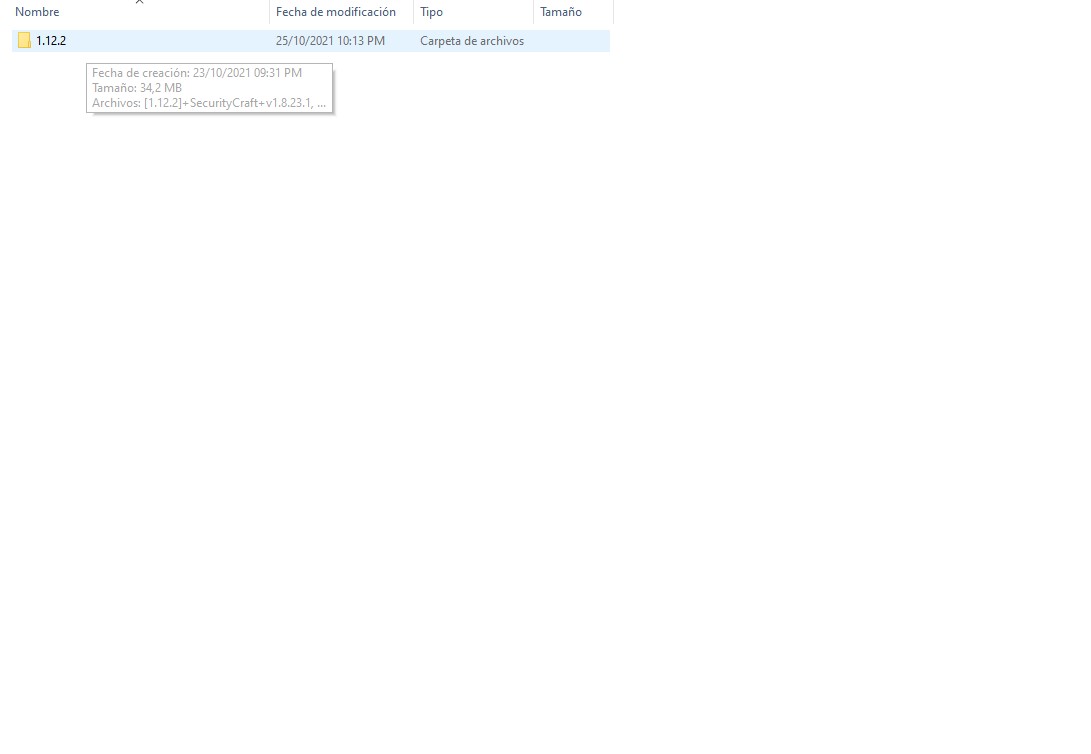 Nombre Fecha de modificación Tipo Tamaño
1.12.2 25/10/2021 10:13 PM Carpeta de archivos
Fecha de creación: 23/10/2021 09:31 PM
Tamaño: 34,2 MB
Archivos: [1.12.2]+SecurityCraft+v1.8.23.1, ...